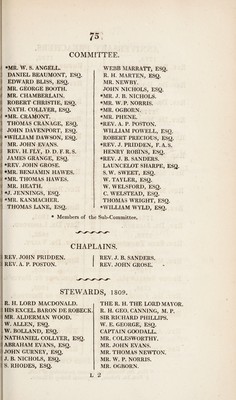 75
COMMITTEE.
*MR. W. S. ANGELL.
DANIEL BEAUMONT, ESQ.
EDWARD BLISS, ESQ.
MR. GEORGE BOOTH.
MR. CHAMBERLAIN.
ROBERT CHRISTIE, ESQ.
NATH. COLLYER, ESQ.
*MR. CRAMONT.
THOMAS CRANAGE, ESQ.
JOHN DAVENPORT, ESQ.
*WILLIAM DAWSON, ESQ.
MR. JOHN EVANS.
REV. H. FLY, D.D. F.R.S.
JAMES GRANGE, ESQ.
*REV. JOHN GROSE.
*MR. BENJAMIN HAWES.
*MR. THOMAS HAWES.
MR. HEATH.
*J. JENNINGS, ESQ.
*MR. KANMACHER.
THOMAS LANE, ESQ.
WEBB MARRATT, ESQ.
R. H. MARTEN, ESQ.
MR. NEWBY.
JOHN NICHOLS, ESQ.
*MR. J. B. NICHOLS.
*MR. W. P. NORRIS.
*MR. OGBORN.
*MR. PHENE.
*REV. A. P. POSTON.
WILLIAM POWELL, ESQ.
ROBERT PRECIOUS, ESQ.
*REV. J. PRIDDEN, F.A.S.
HENRY ROBINS, ESQ.
*REV. J. B. SANDERS.
LAUNCELOT SHARPE, ESQ.
S. W. SWEET, ESQ.
W. TAYLER, ESQ.
W. WELSFORD, ESQ.
C. WELSTEAD, ESQ.
THOMAS WRIGHT, ESQ.
*WILLIAM WYLD, ESQ.
* Members of the Sub-Committee.
CHAPLAINS.
REV. JOHN PRIDDEN.
REV. A. P. POSTON.
REV. J. B. SANDERS.
REV. JOHN GROSE.
STEWARDS, 1809.
R. H. LORD MACDONALD.
HIS EXCEL. BARON DE ROBECK.
MR. ALDERMAN WOOD.
W. ALLEN, ESQ.
W. BOLLAND, ESQ.
NATHANIEL COLLYER, ESQ.
ABRAHAM EVANS, ESQ.
JOHN GURNEY, ESQ.
J. B. NICHOLS, ESQ.
S. RHODES, ESQ.
THE R. H. THE LORD MAYOR.
R. H. GEO. CANNING, M. P.
SIR RICHARD PHILLIPS.
W. E. GEORGE, ESQ.
CAPTAIN GOODALL.
MR. COLESWORTHY.
MR. JOHN EVANS.
MR. THOMAS NEWTON.
MR. W. P. NORRIS.
MR. OGBORN.
L 2